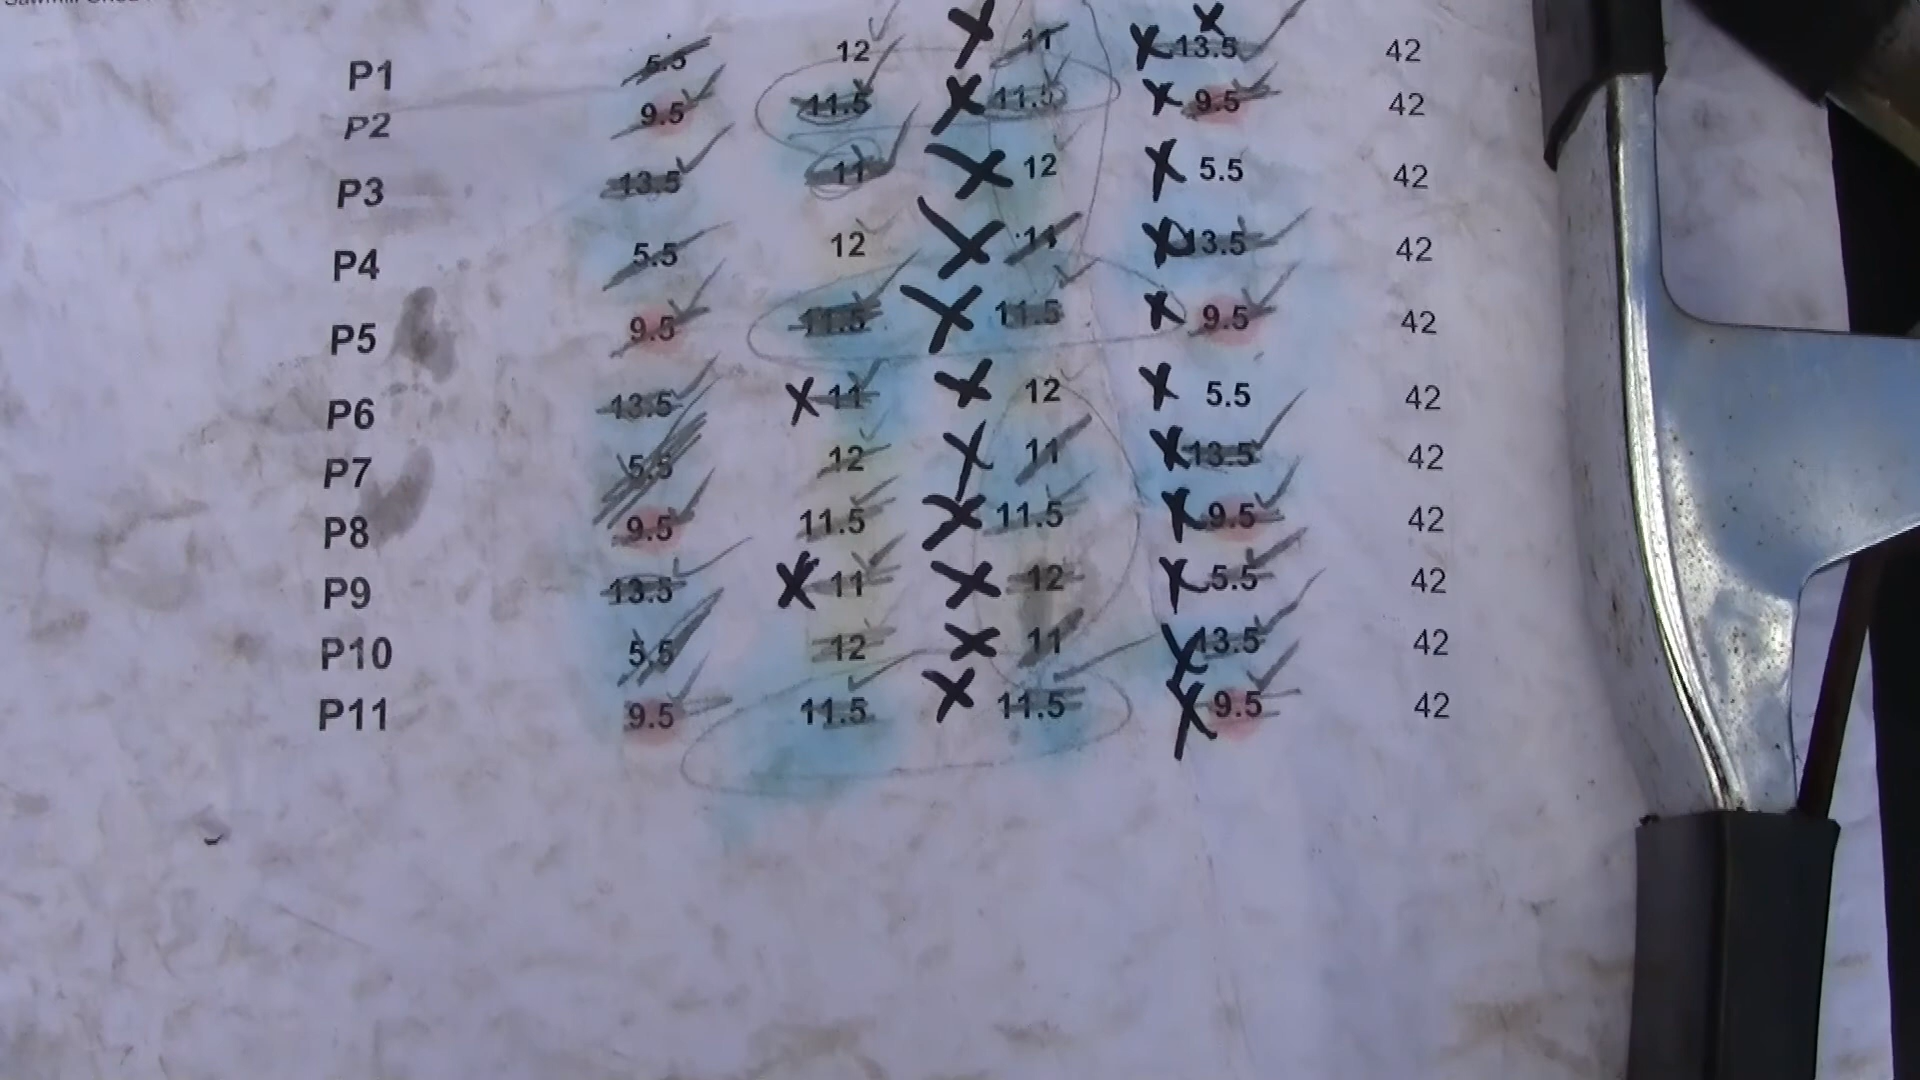 P1 5.5 12 11 13.5 42
P2 9.5 11.5 11.5 9.5 42
P3 13.5 11 12 5.5 42
P4 5.5 12 11 13.5 42
P5 9.5 11.5 11.5 9.5 42
P6 13.5 11 12 5.5 42
P7 5.5 12 11 13.5 42
P8 9.5 11.5 11.5 9.5 42
P9 13.5 11 12 5.5 42
P10 5.5 12 11 13.5 42
P11 9.5 11.5 11.5 9.5 42